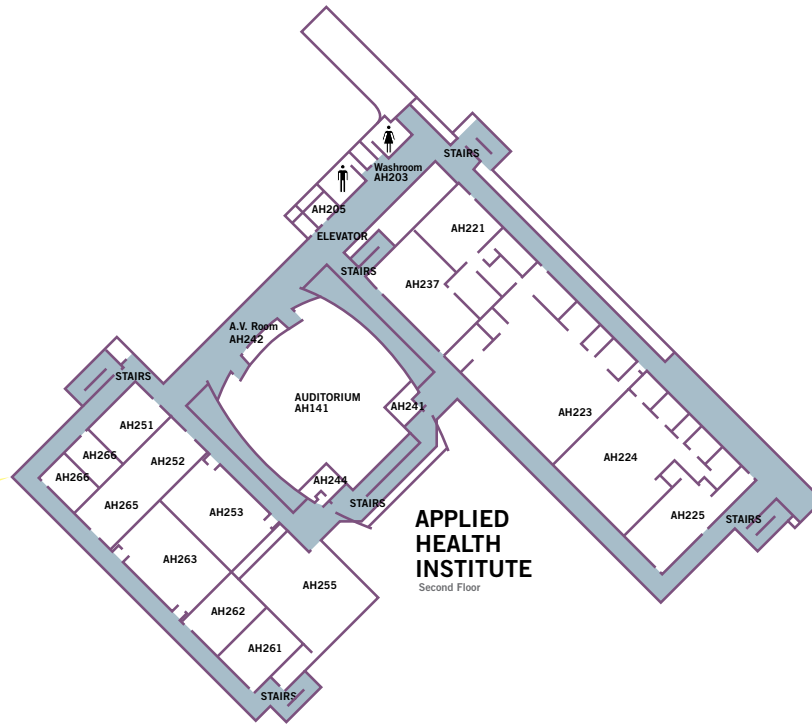 STAIRS
Washroom
AH203
AH205
AH221
ELEVATOR
STAIRS
AH237
A.V. Room
AH242
STAIRS
AUDITORIUM
AH141
AH241
AH223
AH251
AH266
AH252
AH266
AH224
AH244
AH265
STAIRS
AH253
AH225
STAIRS
APPLIED
HEALTH
INSTITUTE
Second Floor
AH263
AH255
AH262
AH261
STAIRS